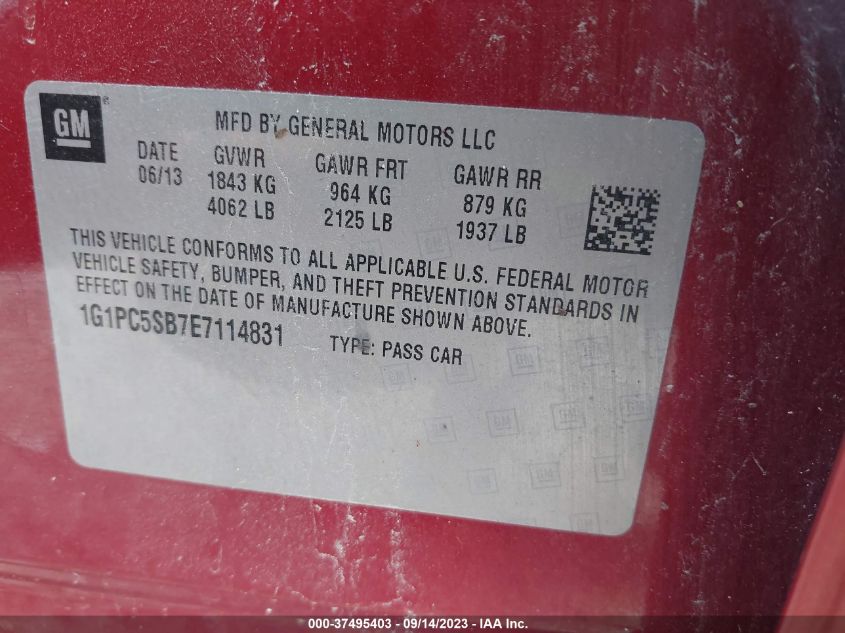 GM ®
MFD BY GENERAL MOTORS LLC
DATE GVWR GAWR FRT GAWR RR
06/13 1843 KG 964 KG 879 KG
4062 LB 2125 LB 1937 LB
THIS VEHICLE CONFORMS TO ALL APPLICABLE U.S. FEDERAL MOTOR
VEHICLE SAFETY, BUMPER, AND THEFT PREVENTION STANDARDS IN
EFFECT ON THE DATE OF MANUFACTURE SHOWN ABOVE.
1G1PC5SB7E7114831 TYPE: PASS CAR
000-37495403 - 09/14/2023 - IAA Inc.